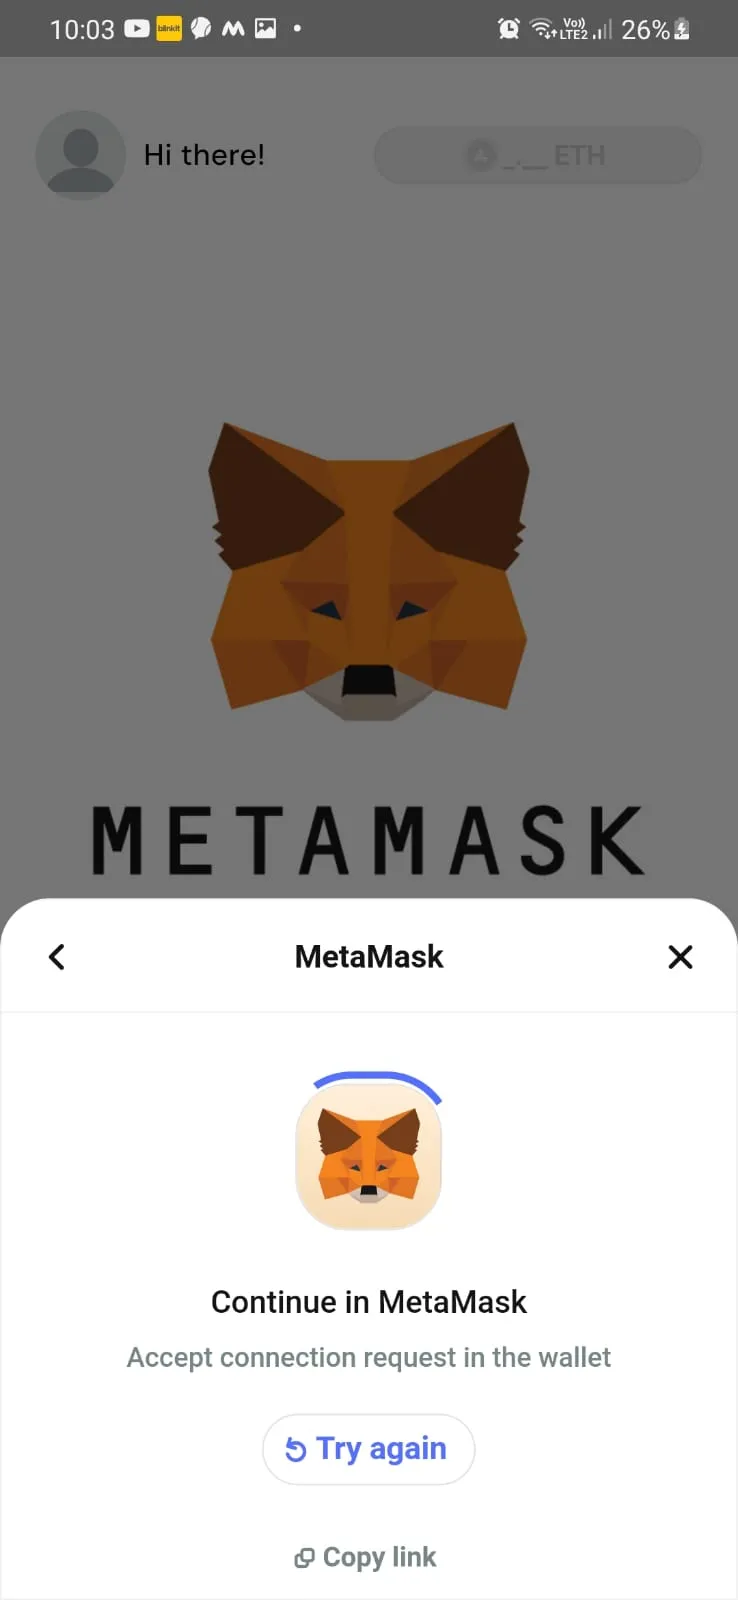 10:03 blinkit Vo)) LTE2 26%
Hi there! _.__ ETH
METAMASK
MetaMask
Continue in MetaMask
Accept connection request in the wallet
Try again
Copy link